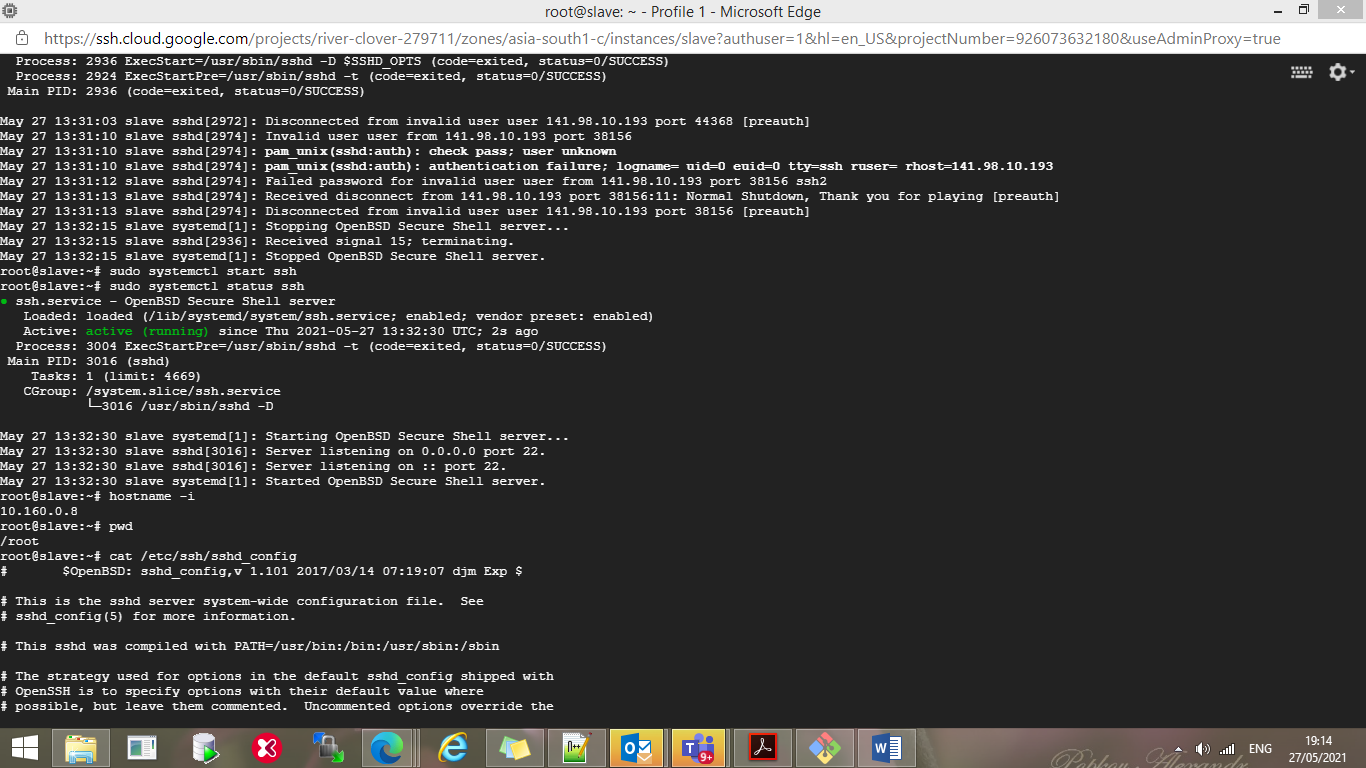 root@slave: ~ - Profile 1 - Microsoft Edge
https://ssh.cloud.google.com/projects/river-clover-279711/zones/asia-south1-c/instances/slave?authuser=1&hl=en_US&projectNumber=926073632180&useAdminProxy=true
Process: 2936 ExecStart=/usr/sbin/sshd -D $SSHD_OPTS (code=exited, status=0/SUCCESS)
Process: 2924 ExecStartPre=/usr/sbin/sshd -t (code=exited, status=0/SUCCESS)
Main PID: 2936 (code=exited, status=0/SUCCESS)
May 27 13:31:03 slave sshd[2972]: Disconnected from invalid user user 141.98.10.193 port 44368 [preauth]
May 27 13:31:10 slave sshd[2974]: Invalid user user from 141.98.10.193 port 38156
May 27 13:31:10 slave sshd[2974]: pam_unix(sshd:auth): check pass; user unknown
May 27 13:31:10 slave sshd[2974]: pam_unix(sshd:auth): authentication failure; logname= uid=0 euid=0 tty=ssh ruser= rhost=141.98.10.193
May 27 13:31:12 slave sshd[2974]: Failed password for invalid user user from 141.98.10.193 port 38156 ssh2
May 27 13:31:13 slave sshd[2974]: Received disconnect from 141.98.10.193 port 38156:11: Normal Shutdown, Thank you for playing [preauth]
May 27 13:31:13 slave sshd[2974]: Disconnected from invalid user user 141.98.10.193 port 38156 [preauth]
May 27 13:32:15 slave systemd[1]: Stopping OpenBSD Secure Shell server...
May 27 13:32:15 slave sshd[2936]: Received signal 15; terminating.
May 27 13:32:15 slave systemd[1]: Stopped OpenBSD Secure Shell server.
root@slave:~# sudo systemctl start ssh
root@slave:~# sudo systemctl status ssh
● ssh.service - OpenBSD Secure Shell server
Loaded: loaded (/lib/systemd/system/ssh.service; enabled; vendor preset: enabled)
Active: active (running) since Thu 2021-05-27 13:32:30 UTC; 2s ago
Process: 3004 ExecStartPre=/usr/sbin/sshd -t (code=exited, status=0/SUCCESS)
Main PID: 3016 (sshd)
Tasks: 1 (limit: 4669)
CGroup: /system.slice/ssh.service
└─3016 /usr/sbin/sshd -D
May 27 13:32:30 slave systemd[1]: Starting OpenBSD Secure Shell server...
May 27 13:32:30 slave sshd[3016]: Server listening on 0.0.0.0 port 22.
May 27 13:32:30 slave sshd[3016]: Server listening on :: port 22.
May 27 13:32:30 slave systemd[1]: Started OpenBSD Secure Shell server.
root@slave:~# hostname -i
10.160.0.8
root@slave:~# pwd
/root
root@slave:~# cat /etc/ssh/sshd_config
# $OpenBSD: sshd_config,v 1.101 2017/03/14 07:19:07 djm Exp $
# This is the sshd server system-wide configuration file. See
# sshd_config(5) for more information.
# This sshd was compiled with PATH=/usr/bin:/bin:/usr/sbin:/sbin
# The strategy used for options in the default sshd_config shipped with
# OpenSSH is to specify options with their default value where
# possible, but leave them commented. Uncommented options override the
9+
ENG
19:14
27/05/2021